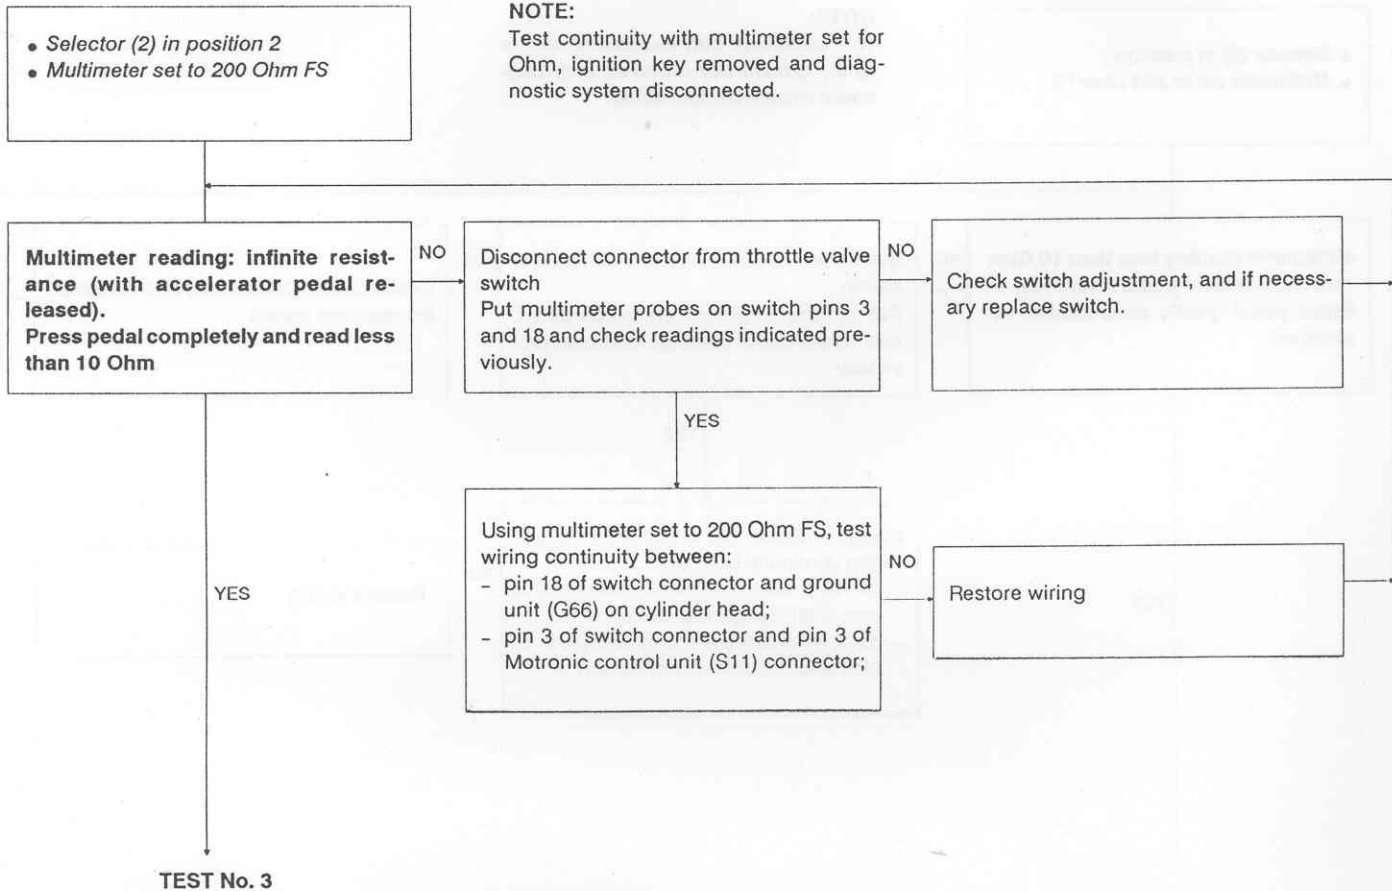 • Selector (2) in position 2
• Multimeter set to 200 Ohm FS
NOTE:
Test continuity with multimeter set for
Ohm, ignition key removed and diag-
nostic system disconnected.
Multimeter reading: infinite resist-
ance (with accelerator pedal re-
leased).
Press pedal completely and read less
than 10 Ohm
NO
Disconnect connector from throttle valve
switch
Put multimeter probes on switch pins 3
and 18 and check readings indicated pre-
viously.
NO
Check switch adjustment, and if necess-
ary replace switch.
YES
Using multimeter set to 200 Ohm FS, test
wiring continuity between:
- pin 18 of switch connector and ground
unit (G66) on cylinder head;
- pin 3 of switch connector and pin 3 of
Motronic control unit (S11) connector;
NO
Restore wiring
YES
TEST No. 3